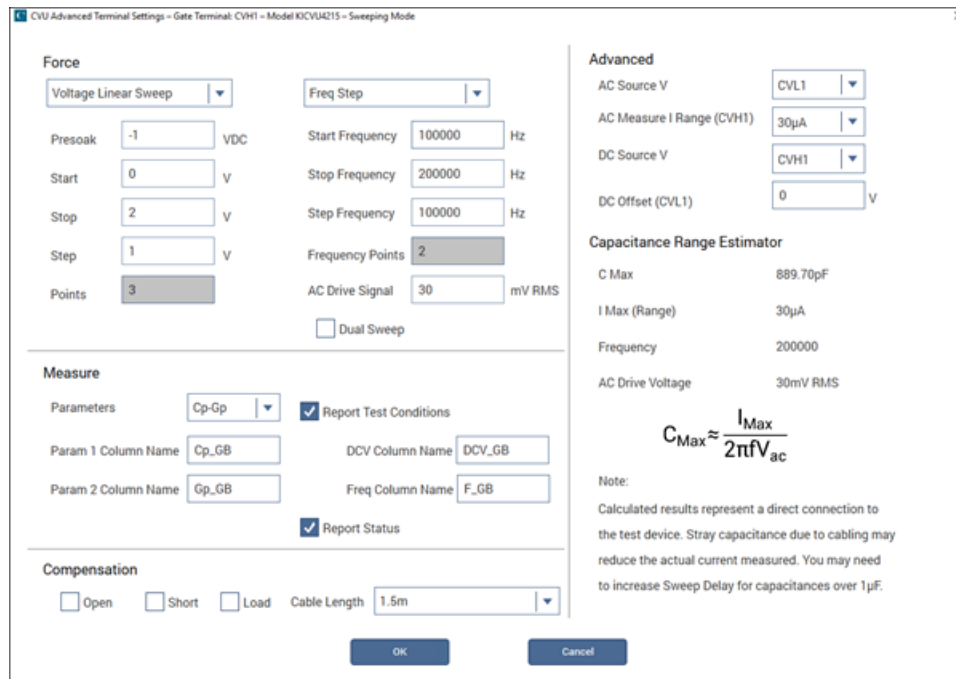 CVU Advanced Terminal Settings – Gate Terminal: CVH1 – Model KICVU4215 – Sweeping Mode
Force
Voltage Linear Sweep
Freq Step
Presoak -1 VDC
Start Frequency 100000 Hz
Start 0 V
Stop Frequency 200000 Hz
Stop 2 V
Step Frequency 100000 Hz
Step 1 V
Frequency Points 2
Points 3
AC Drive Signal 30 mV RMS
Dual Sweep
Measure
Parameters Cp-Gp
Report Test Conditions
Param 1 Column Name Cp_GB
DCV Column Name DCV_GB
Param 2 Column Name Gp_GB
Freq Column Name F_GB
Report Status
Compensation
Open Short Load Cable Length 1.5m
Advanced
AC Source V CVL1
AC Measure I Range (CVH1) 30µA
DC Source V CVH1
DC Offset (CVL1) 0 V
Capacitance Range Estimator
C Max 889.70pF
I Max (Range) 30µA
Frequency 200000
AC Drive Voltage 30mV RMS
C_Max ≈ I_Max / 2πfV_ac
Note:
Calculated results represent a direct connection to
the test device. Stray capacitance due to cabling may
reduce the actual current measured. You may need
to increase Sweep Delay for capacitances over 1µF.
OK
Cancel